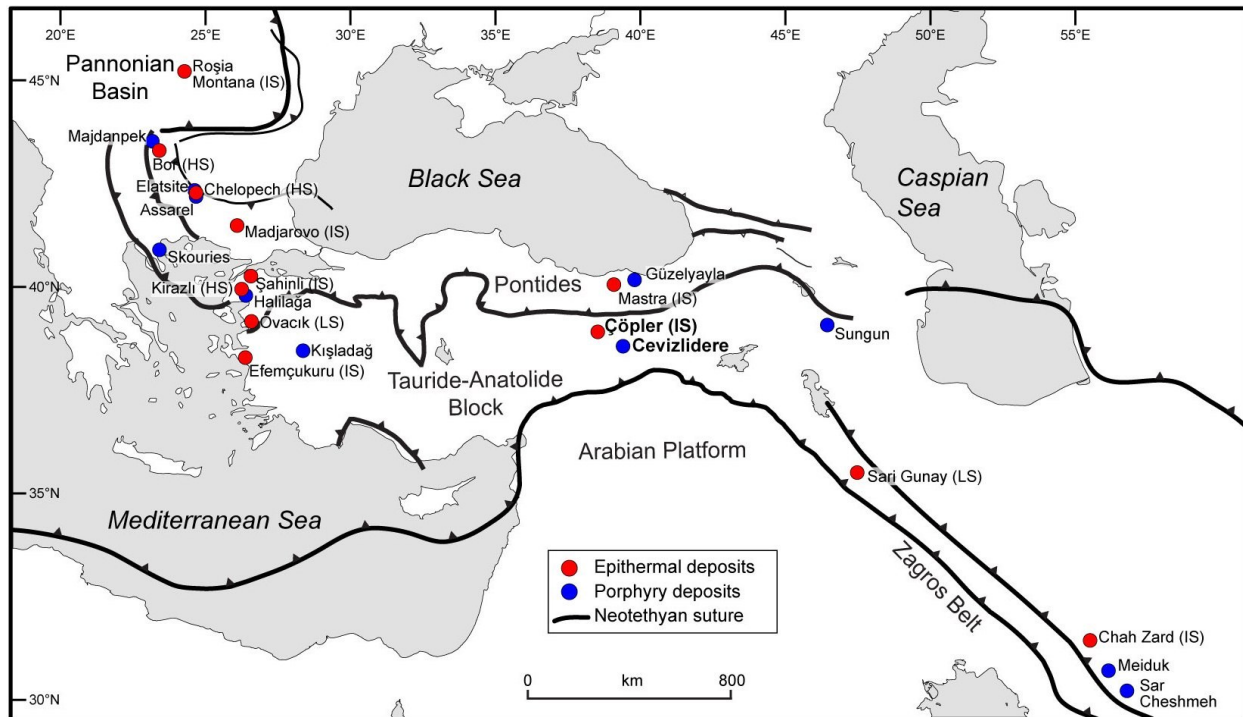 20°E
25°E
30°E
35°E
40°E
45°E
50°E
55°E
45°N
40°N
35°N
30°N
Pannonian
Basin
Roşia
Montana (IS)
Majdanpek
Bor (HS)
Elatsite
Chelopech (HS)
Assarel
Madjarovo (IS)
Skouries
Black Sea
Caspian
Sea
Şahinli (IS)
Kirazlı (HS)
Halilağa
Ovacık (LS)
Kışladağ
Efemçukuru (IS)
Pontides
Güzelyayla
Mastra (IS)
Çöpler (IS)
Cevizlidere
Sungun
Tauride-Anatolide
Block
Arabian Platform
Sari Gunay (LS)
Mediterranean Sea
Zagros Belt
Epithermal deposits
Porphyry deposits
Neotethyan suture
0
km
800
Chah Zard (IS)
Meiduk
Sar
Cheshmeh